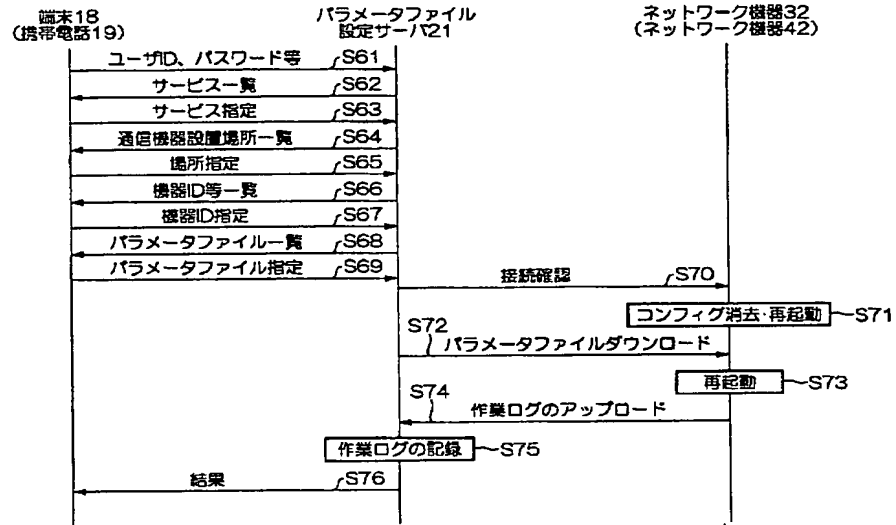 端末18
(携帯電話19)
パラメータファイル
設定サーバ21
ネットワーク機器32
(ネットワーク機器42)
ユーザID、パスワード等
S61
サービス一覧
S62
サービス指定
S63
通信機器設置場所一覧
S64
場所指定
S65
機器ID等一覧
S66
機器ID指定
S67
パラメータファイル一覧
S68
パラメータファイル指定
S69
接続確認
S70
コンフィグ消去・再起動
S71
S72
パラメータファイルダウンロード
再起動
S73
S74
作業ログのアップロード
作業ログの記録
S75
結果
S76